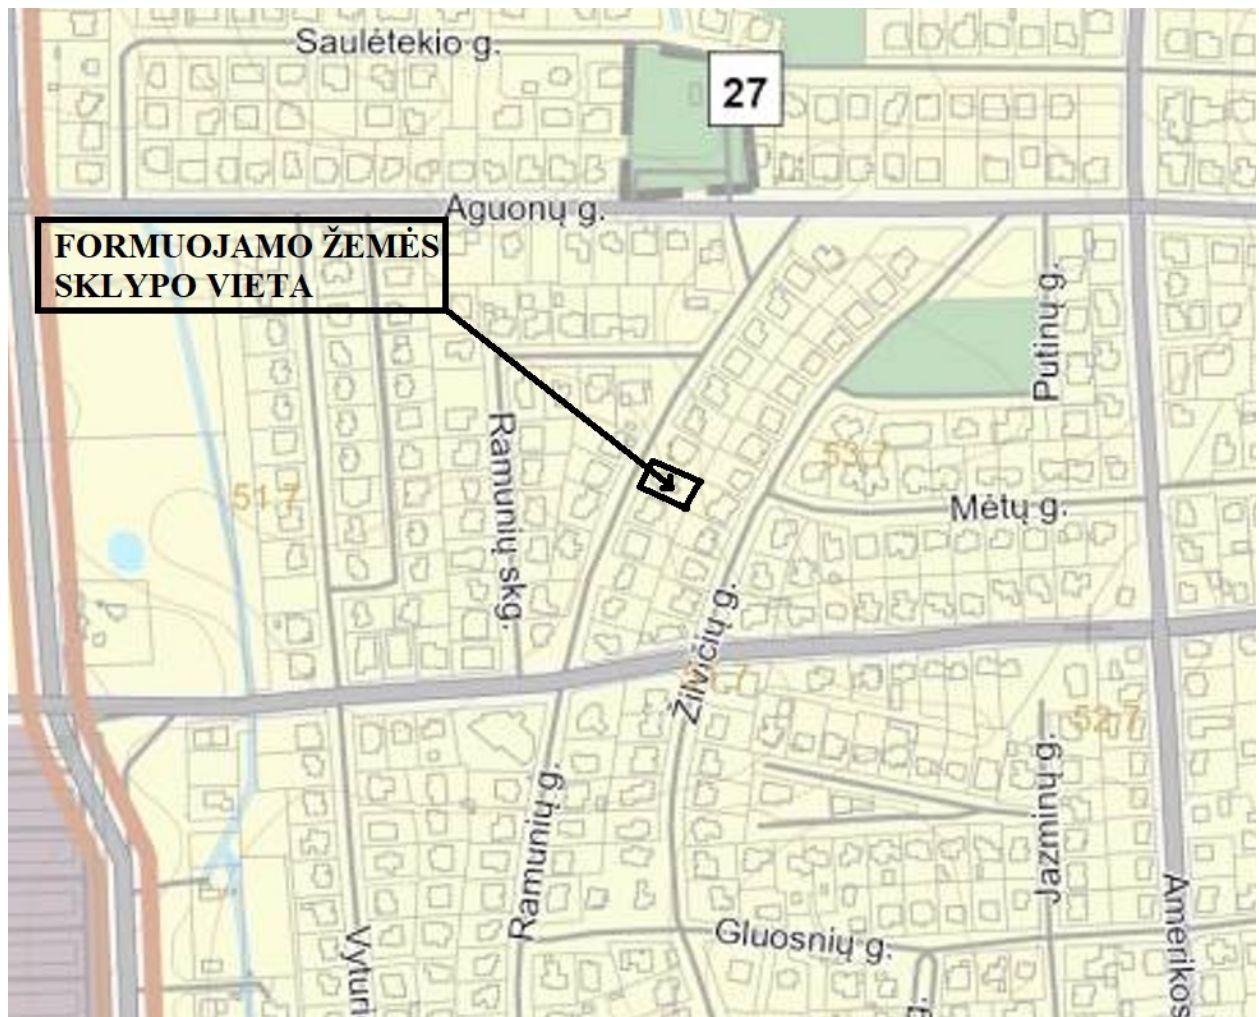 Saulėtekio g.
27
Aguonų g.
FORMUOJAMO ŽEMĖS
SKLYPO VIETA
Putinų g.
Ramunių skg.
53,7
51,7
Mėtų g.
Žilvičių g.
52,7
Ramunių g.
Jazminų g.
Amerikos
Vyturi
Gluosnių g.
g.